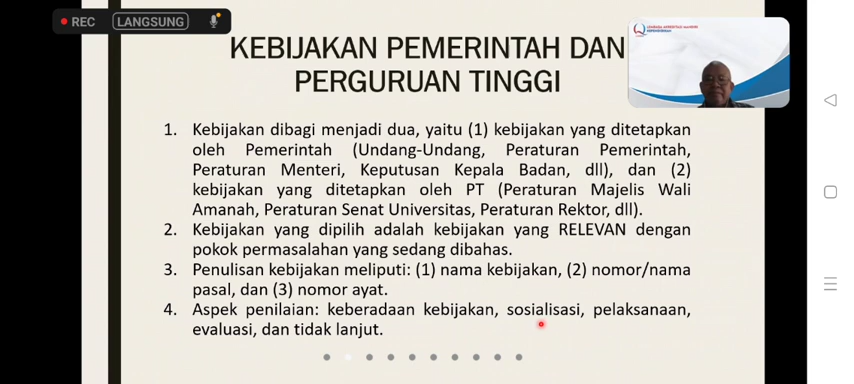 REC LANGSUNG
KEBIJAKAN PEMERINTAH DAN
PERGURUAN TINGGI
1. Kebijakan dibagi menjadi dua, yaitu (1) kebijakan yang ditetapkan
oleh Pemerintah (Undang-Undang, Peraturan Pemerintah,
Peraturan Menteri, Keputusan Kepala Badan, dll), dan (2)
kebijakan yang ditetapkan oleh PT (Peraturan Majelis Wali
Amanah, Peraturan Senat Universitas, Peraturan Rektor, dll).
2. Kebijakan yang dipilih adalah kebijakan yang RELEVAN dengan
pokok permasalahan yang sedang dibahas.
3. Penulisan kebijakan meliputi: (1) nama kebijakan, (2) nomor/nama
pasal, dan (3) nomor ayat.
4. Aspek penilaian: keberadaan kebijakan, sosialisasi, pelaksanaan,
evaluasi, dan tidak lanjut.